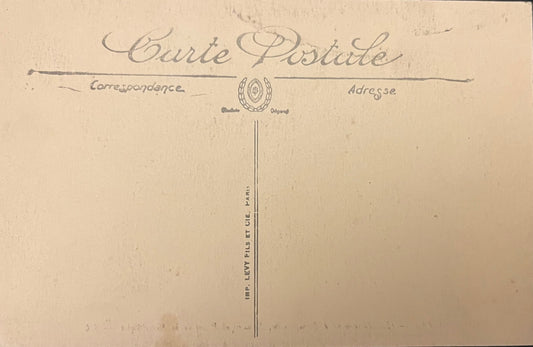 Carte Postale
Correspondance
Adresse
IMP. LEVY FILS ET CIE. PARIS